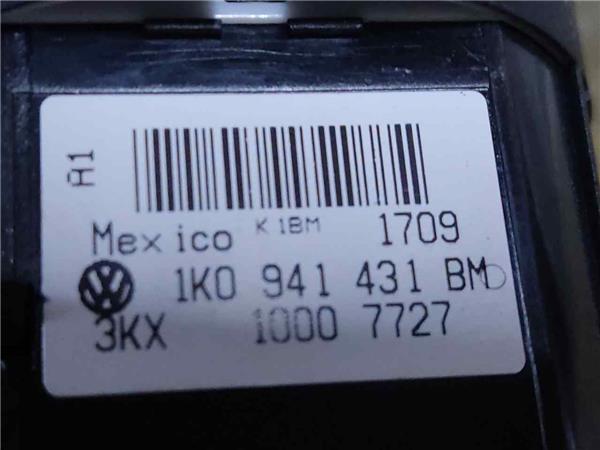 A1
Mexico K1BM 1709
1K0 941 431 BM
3KX 1000 7727